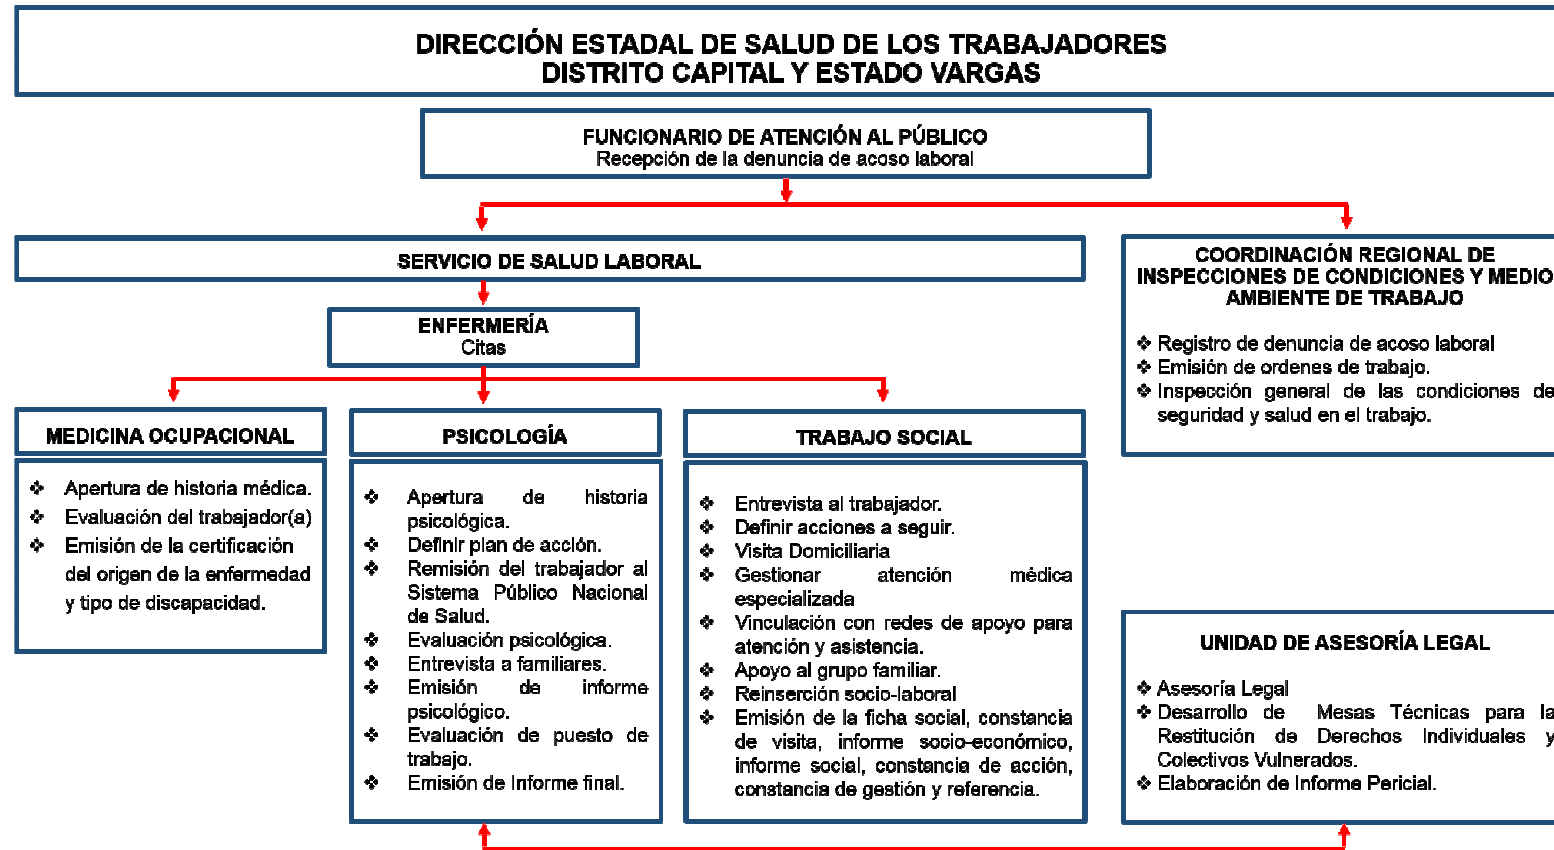 DIRECCIÓN ESTADAL DE SALUD DE LOS TRABAJADORES
DISTRITO CAPITAL Y ESTADO VARGAS
FUNCIONARIO DE ATENCIÓN AL PÚBLICO
Recepción de la denuncia de acoso laboral
SERVICIO DE SALUD LABORAL
ENFERMERÍA
Citas
MEDICINA OCUPACIONAL
❖ Apertura de historia médica.
❖ Evaluación del trabajador(a)
❖ Emisión de la certificación
del origen de la enfermedad
y tipo de discapacidad.
PSICOLOGÍA
❖ Apertura de historia
psicológica.
❖ Definir plan de acción.
❖ Remisión del trabajador al
Sistema Público Nacional
de Salud.
❖ Evaluación psicológica.
❖ Entrevista a familiares.
❖ Emisión de informe
psicológico.
❖ Evaluación de puesto de
trabajo.
❖ Emisión de Informe final.
TRABAJO SOCIAL
❖ Entrevista al trabajador.
❖ Definir acciones a seguir.
❖ Visita Domiciliaria
❖ Gestionar atención médica
especializada
❖ Vinculación con redes de apoyo para
atención y asistencia.
❖ Apoyo al grupo familiar.
❖ Reinserción socio-laboral
❖ Emisión de la ficha social, constancia
de visita, informe socio-económico,
informe social, constancia de acción,
constancia de gestión y referencia.
COORDINACIÓN REGIONAL DE
INSPECCIONES DE CONDICIONES Y MEDIO
AMBIENTE DE TRABAJO
❖ Registro de denuncia de acoso laboral
❖ Emisión de ordenes de trabajo.
❖ Inspección general de las condiciones de
seguridad y salud en el trabajo.
UNIDAD DE ASESORÍA LEGAL
❖ Asesoría Legal
❖ Desarrollo de Mesas Técnicas para la
Restitución de Derechos Individuales y
Colectivos Vulnerados.
❖ Elaboración de Informe Pericial.